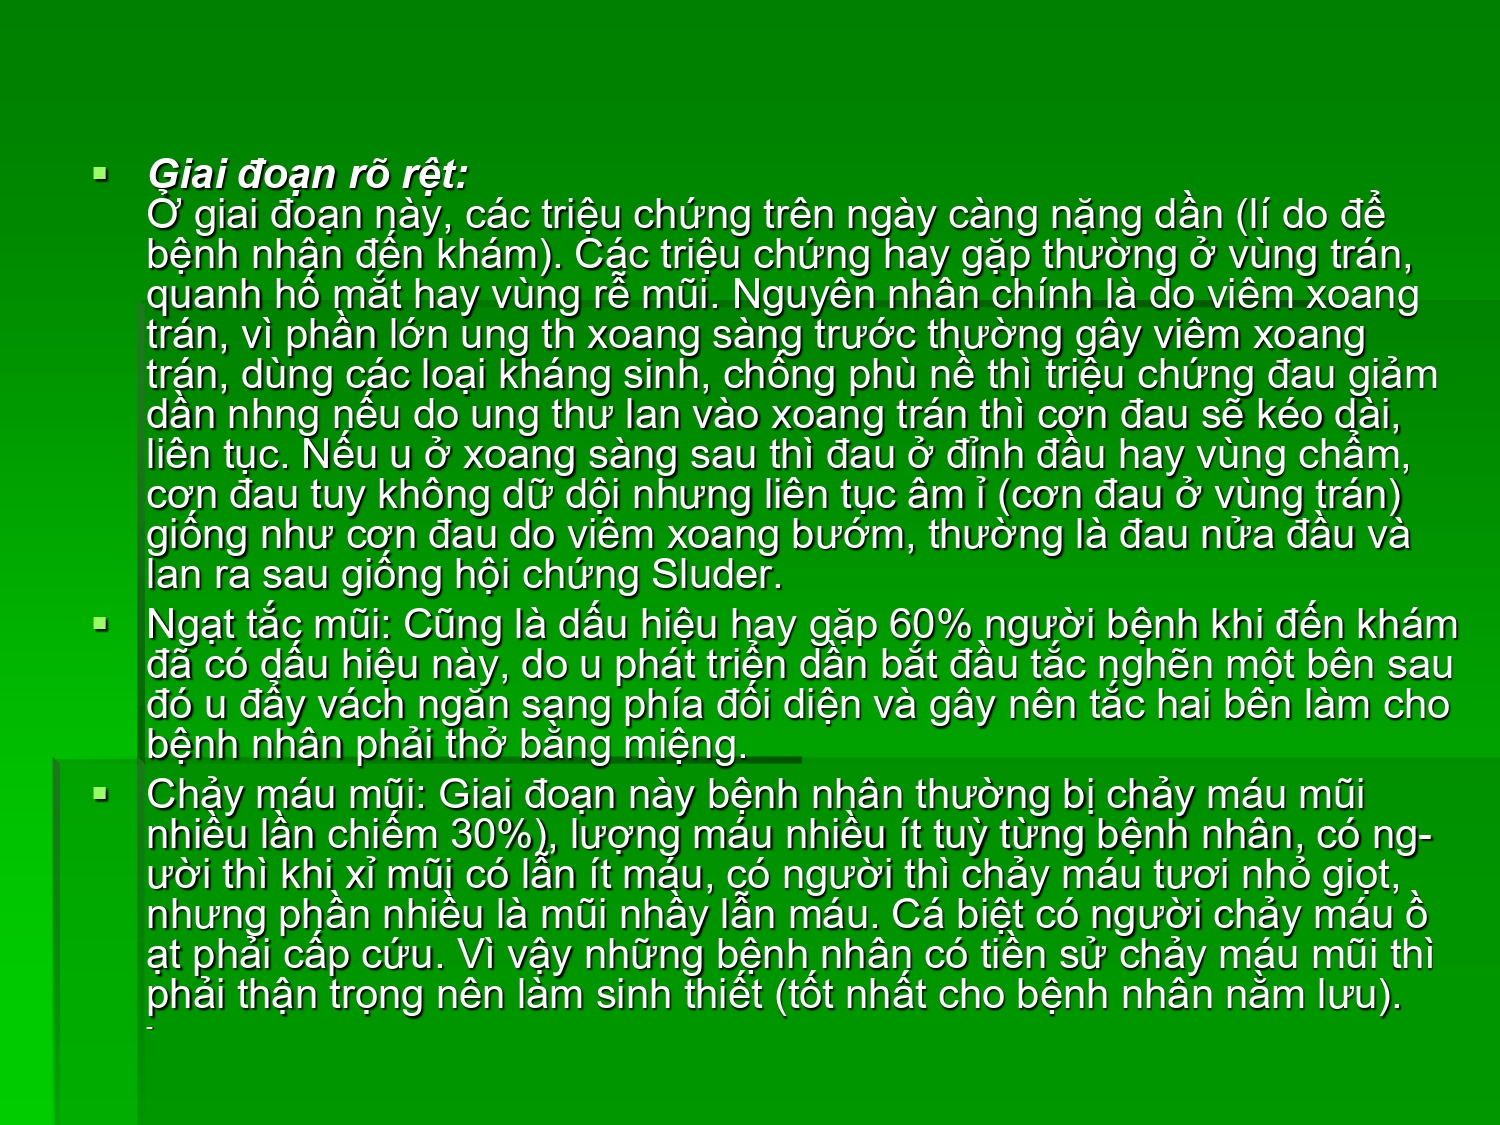 Giai đoạn rõ rệt:
Ở giai đoạn này, các triệu chứng trên ngày càng nặng dần (lí do để
bệnh nhận đến khám). Các triệu chứng hay gặp thường ở vùng trán,
quanh hố mắt hay vùng rễ mũi. Nguyên nhân chính là do viêm xoang
trán, vì phần lớn ung th xoang sàng trước thường gây viêm xoang
trán, dùng các loại kháng sinh, chống phù nề thì triệu chứng đau giảm
dần nhng nếu do ung thư lan vào xoang trán thì cơn đau sẽ kéo dài,
liên tục. Nếu u ở xoang sàng sau thì đau ở đỉnh đầu hay vùng chẩm,
cơn đau tuy không dữ dội nhưng liên tục âm ỉ (cơn đau ở vùng trán)
giống như cơn đau do viêm xoang bướm, thường là đau nửa đầu và
lan ra sau giống hội chứng Sluder.
Ngạt tắc mũi: Cũng là dấu hiệu hay gặp 60% người bệnh khi đến khám
đã có dấu hiệu này, do u phát triển dần bắt đầu tắc nghẽn một bên sau
đó u đẩy vách ngăn sang phía đối diện và gây nên tắc hai bên làm cho
bệnh nhân phải thở bằng miệng.
Chảy máu mũi: Giai đoạn này bệnh nhân thường bị chảy máu mũi
nhiều lần chiếm 30%), lượng máu nhiều ít tuỳ từng bệnh nhân, có ng-
ười thì khi xỉ mũi có lẫn ít máu, có người thì chảy máu tươi nhỏ giọt,
nhưng phần nhiều là mũi nhầy lẫn máu. Cá biệt có người chảy máu ồ
ạt phải cấp cứu. Vì vậy những bệnh nhân có tiền sử chảy máu mũi thì
phải thận trọng nên làm sinh thiết (tốt nhất cho bệnh nhân nằm lưu).
-